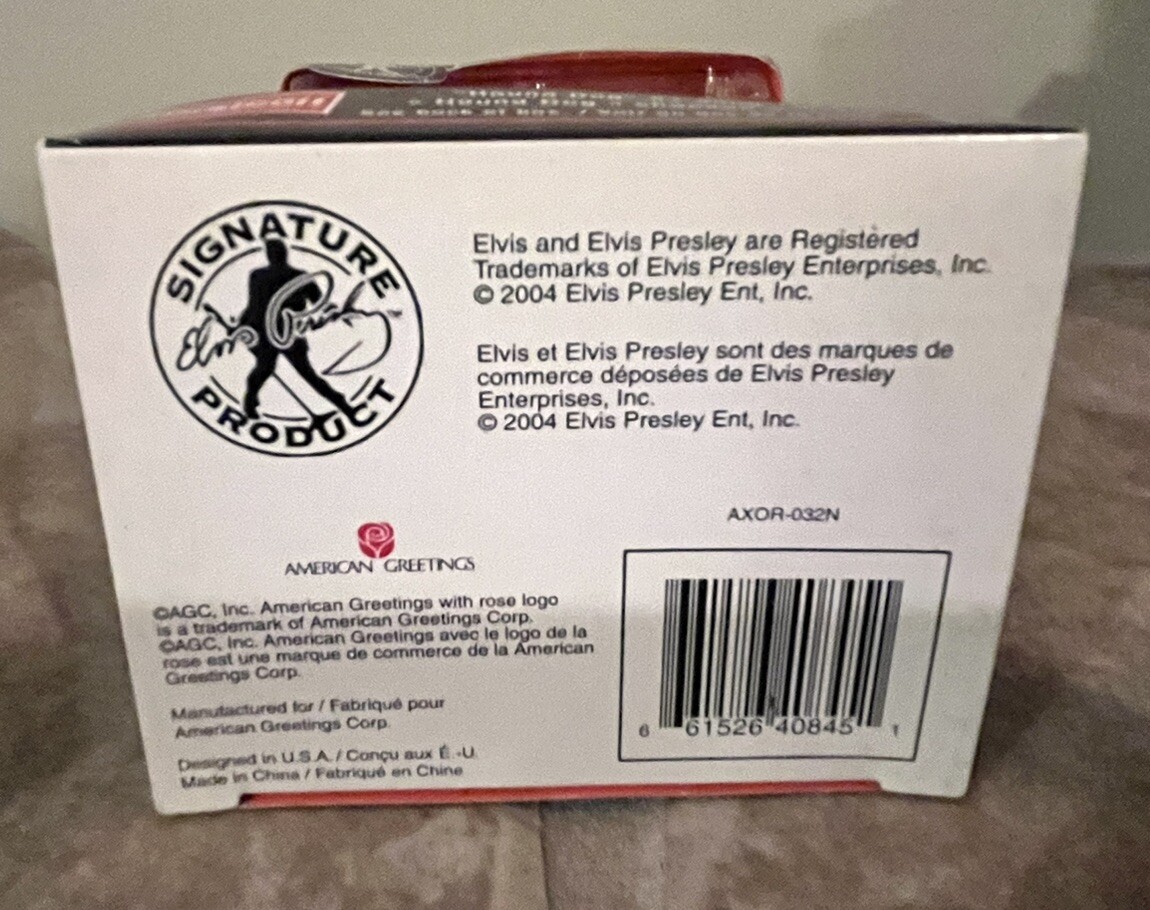 Hound Dog
SIGNATURE
Elvis Presley™
PRODUCT
Elvis and Elvis Presley are Registered
Trademarks of Elvis Presley Enterprises, Inc.
© 2004 Elvis Presley Ent, Inc.
Elvis et Elvis Presley sont des marques de
commerce déposées de Elvis Presley
Enterprises, Inc.
© 2004 Elvis Presley Ent, Inc.
AXOR-032N
AMERICAN GREETINGS
©AGC, Inc. American Greetings with rose logo
is a trademark of American Greetings Corp.
©AGC, Inc. American Greetings avec le logo de la
rose est une marque de commerce de la American
Greetings Corp.
Manufactured for / Fabriqué pour
American Greetings Corp.
Designed in U.S.A. / Conçu aux É.-U.
Made in China / Fabriqué en Chine
6 61526 40845 1